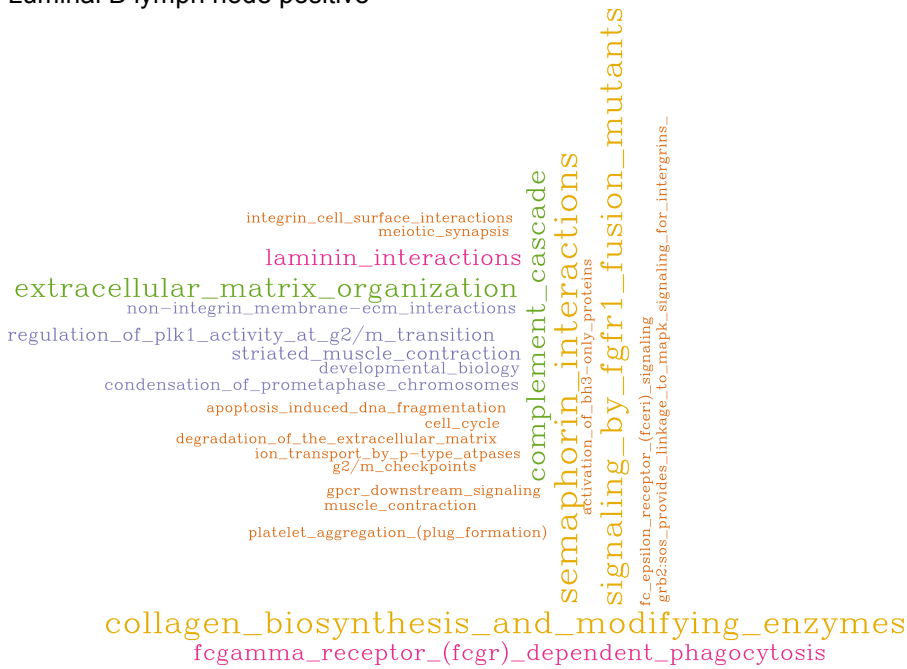 Luminal B lymph node positive
integrin_cell_surface_interactions
meiotic_synapsis
laminin_interactions
extracellular_matrix_organization
non-integrin_membrane-ecm_interactions
regulation_of_plk1_activity_at_g2/m_transition
striated_muscle_contraction
developmental_biology
condensation_of_prometaphase_chromosomes
apoptosis_induced_dna_fragmentation
cell_cycle
degradation_of_the_extracellular_matrix
ion_transport_by_p-type_atpases
g2/m_checkpoints
gpcr_downstream_signaling
muscle_contraction
platelet_aggregation_(plug_formation)
complement_cascade
semaphorin_interactions
activation_of_bh3-only_proteins
signaling_by_fgfr1_fusion_mutants
fc_epsilon_receptor_(fceri)_signaling
grb2:sos_provides_linkage_to_mapk_signaling_for_intergrins_
collagen_biosynthesis_and_modifying_enzymes
fcgamma_receptor_(fcgr)_dependent_phagocytosis